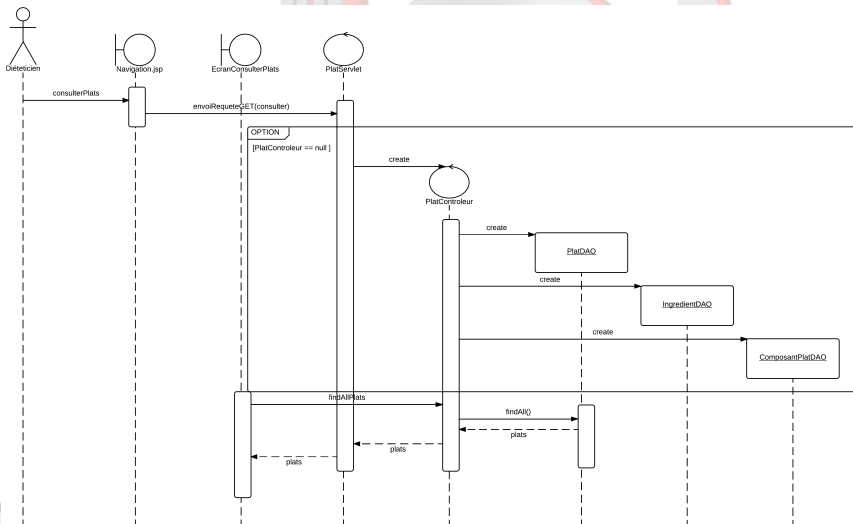 Diéteticien
Navigation.jsp
EcranConsulterPlats
PlatServlet
consulterPlats
envoiRequeteGET(consulter)
OPTION
[PlatControleur == null ]
create
PlatControleur
create
PlatDAO
create
IngredientDAO
create
ComposantPlatDAO
findAllPlats
findAll()
plats
plats
plats